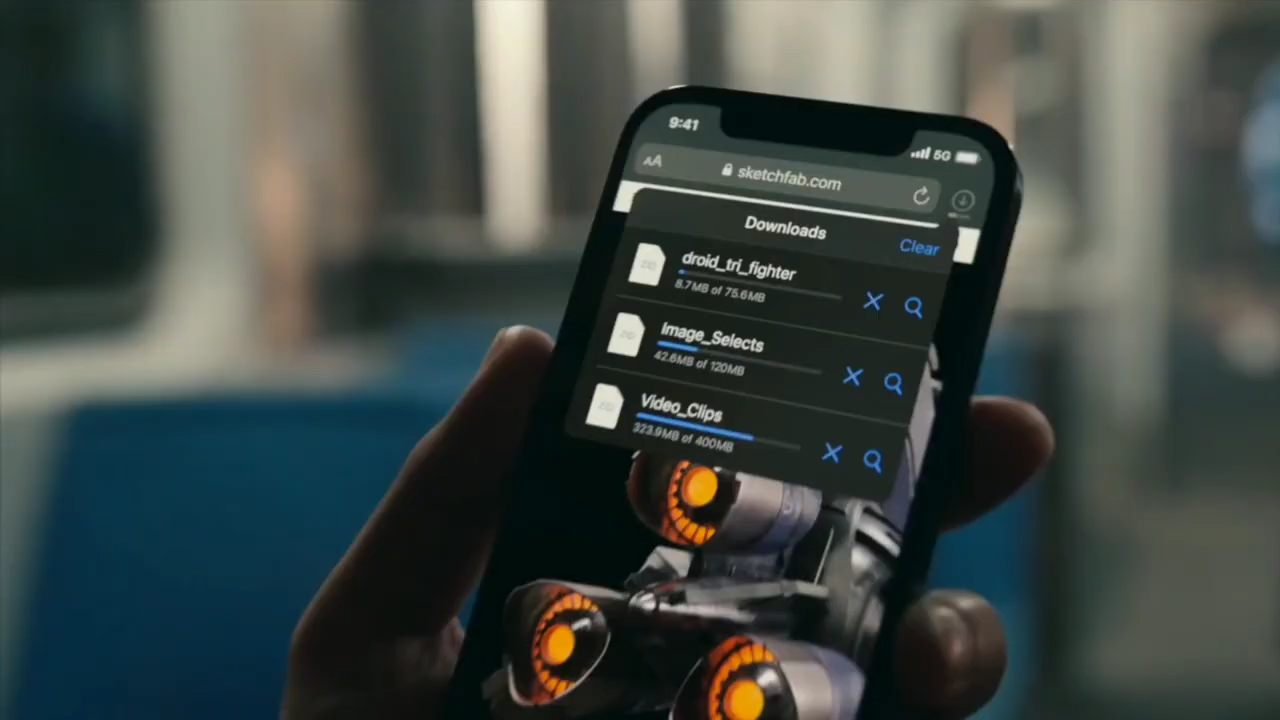 9:41
5G
AA
sketchfab.com
Downloads
Clear
droid_tri_fighter
8.7MB of 75.6MB
Image_Selects
42.6MB of 120MB
Video_Clips
323.9MB of 400MB